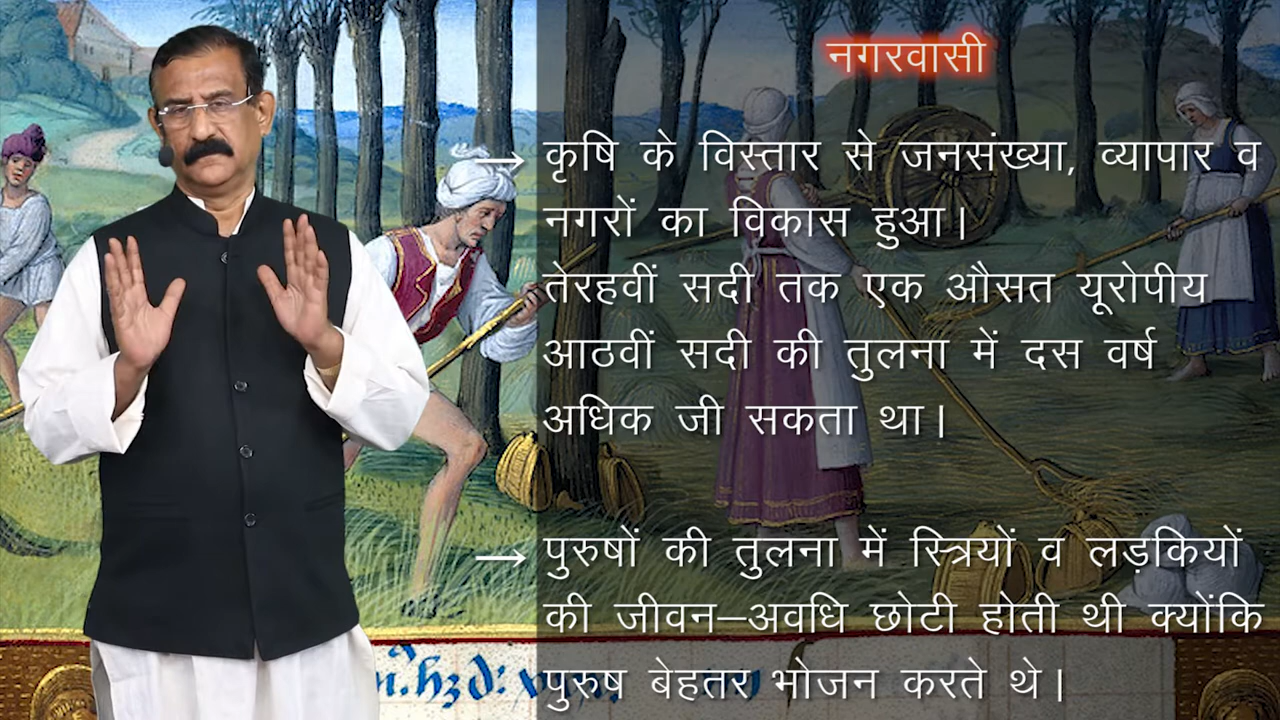 नगरवासी
→ कृषि के विस्तार से जनसंख्या, व्यापार व
नगरों का विकास हुआ।
तेरहवीं सदी तक एक औसत यूरोपीय
आठवीं सदी की तुलना में दस वर्ष
अधिक जी सकता था।
→ पुरुषों की तुलना में स्त्रियों व लड़कियों
की जीवन–अवधि छोटी होती थी क्योंकि
पुरुष बेहतर भोजन करते थे।